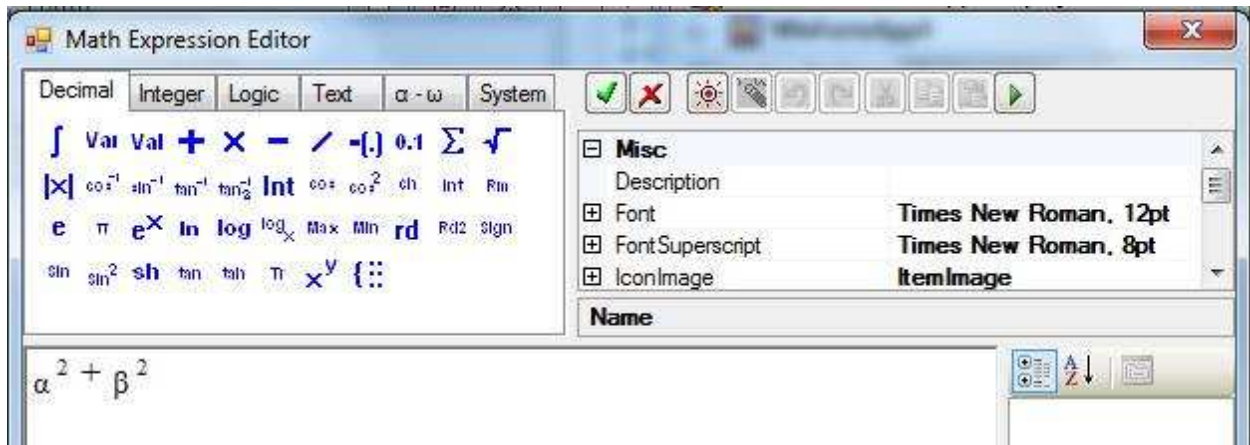 Math Expression Editor
Decimal Integer Logic Text α - ω System
∫ Var Val + × − / -[.] 0.1 Σ √
|x| cos⁻¹ sin⁻¹ tan⁻¹ tan₂⁻¹ Int cos cos² ch Int Rm
e π eˣ ln log logₓ Max Min rd Rd2 Sign
sin sin² sh tan tah π xʸ {::
Misc
Description
Font Times New Roman, 12pt
FontSuperscript Times New Roman, 8pt
IconImage ItemImage
Name
α² + β²
A Z